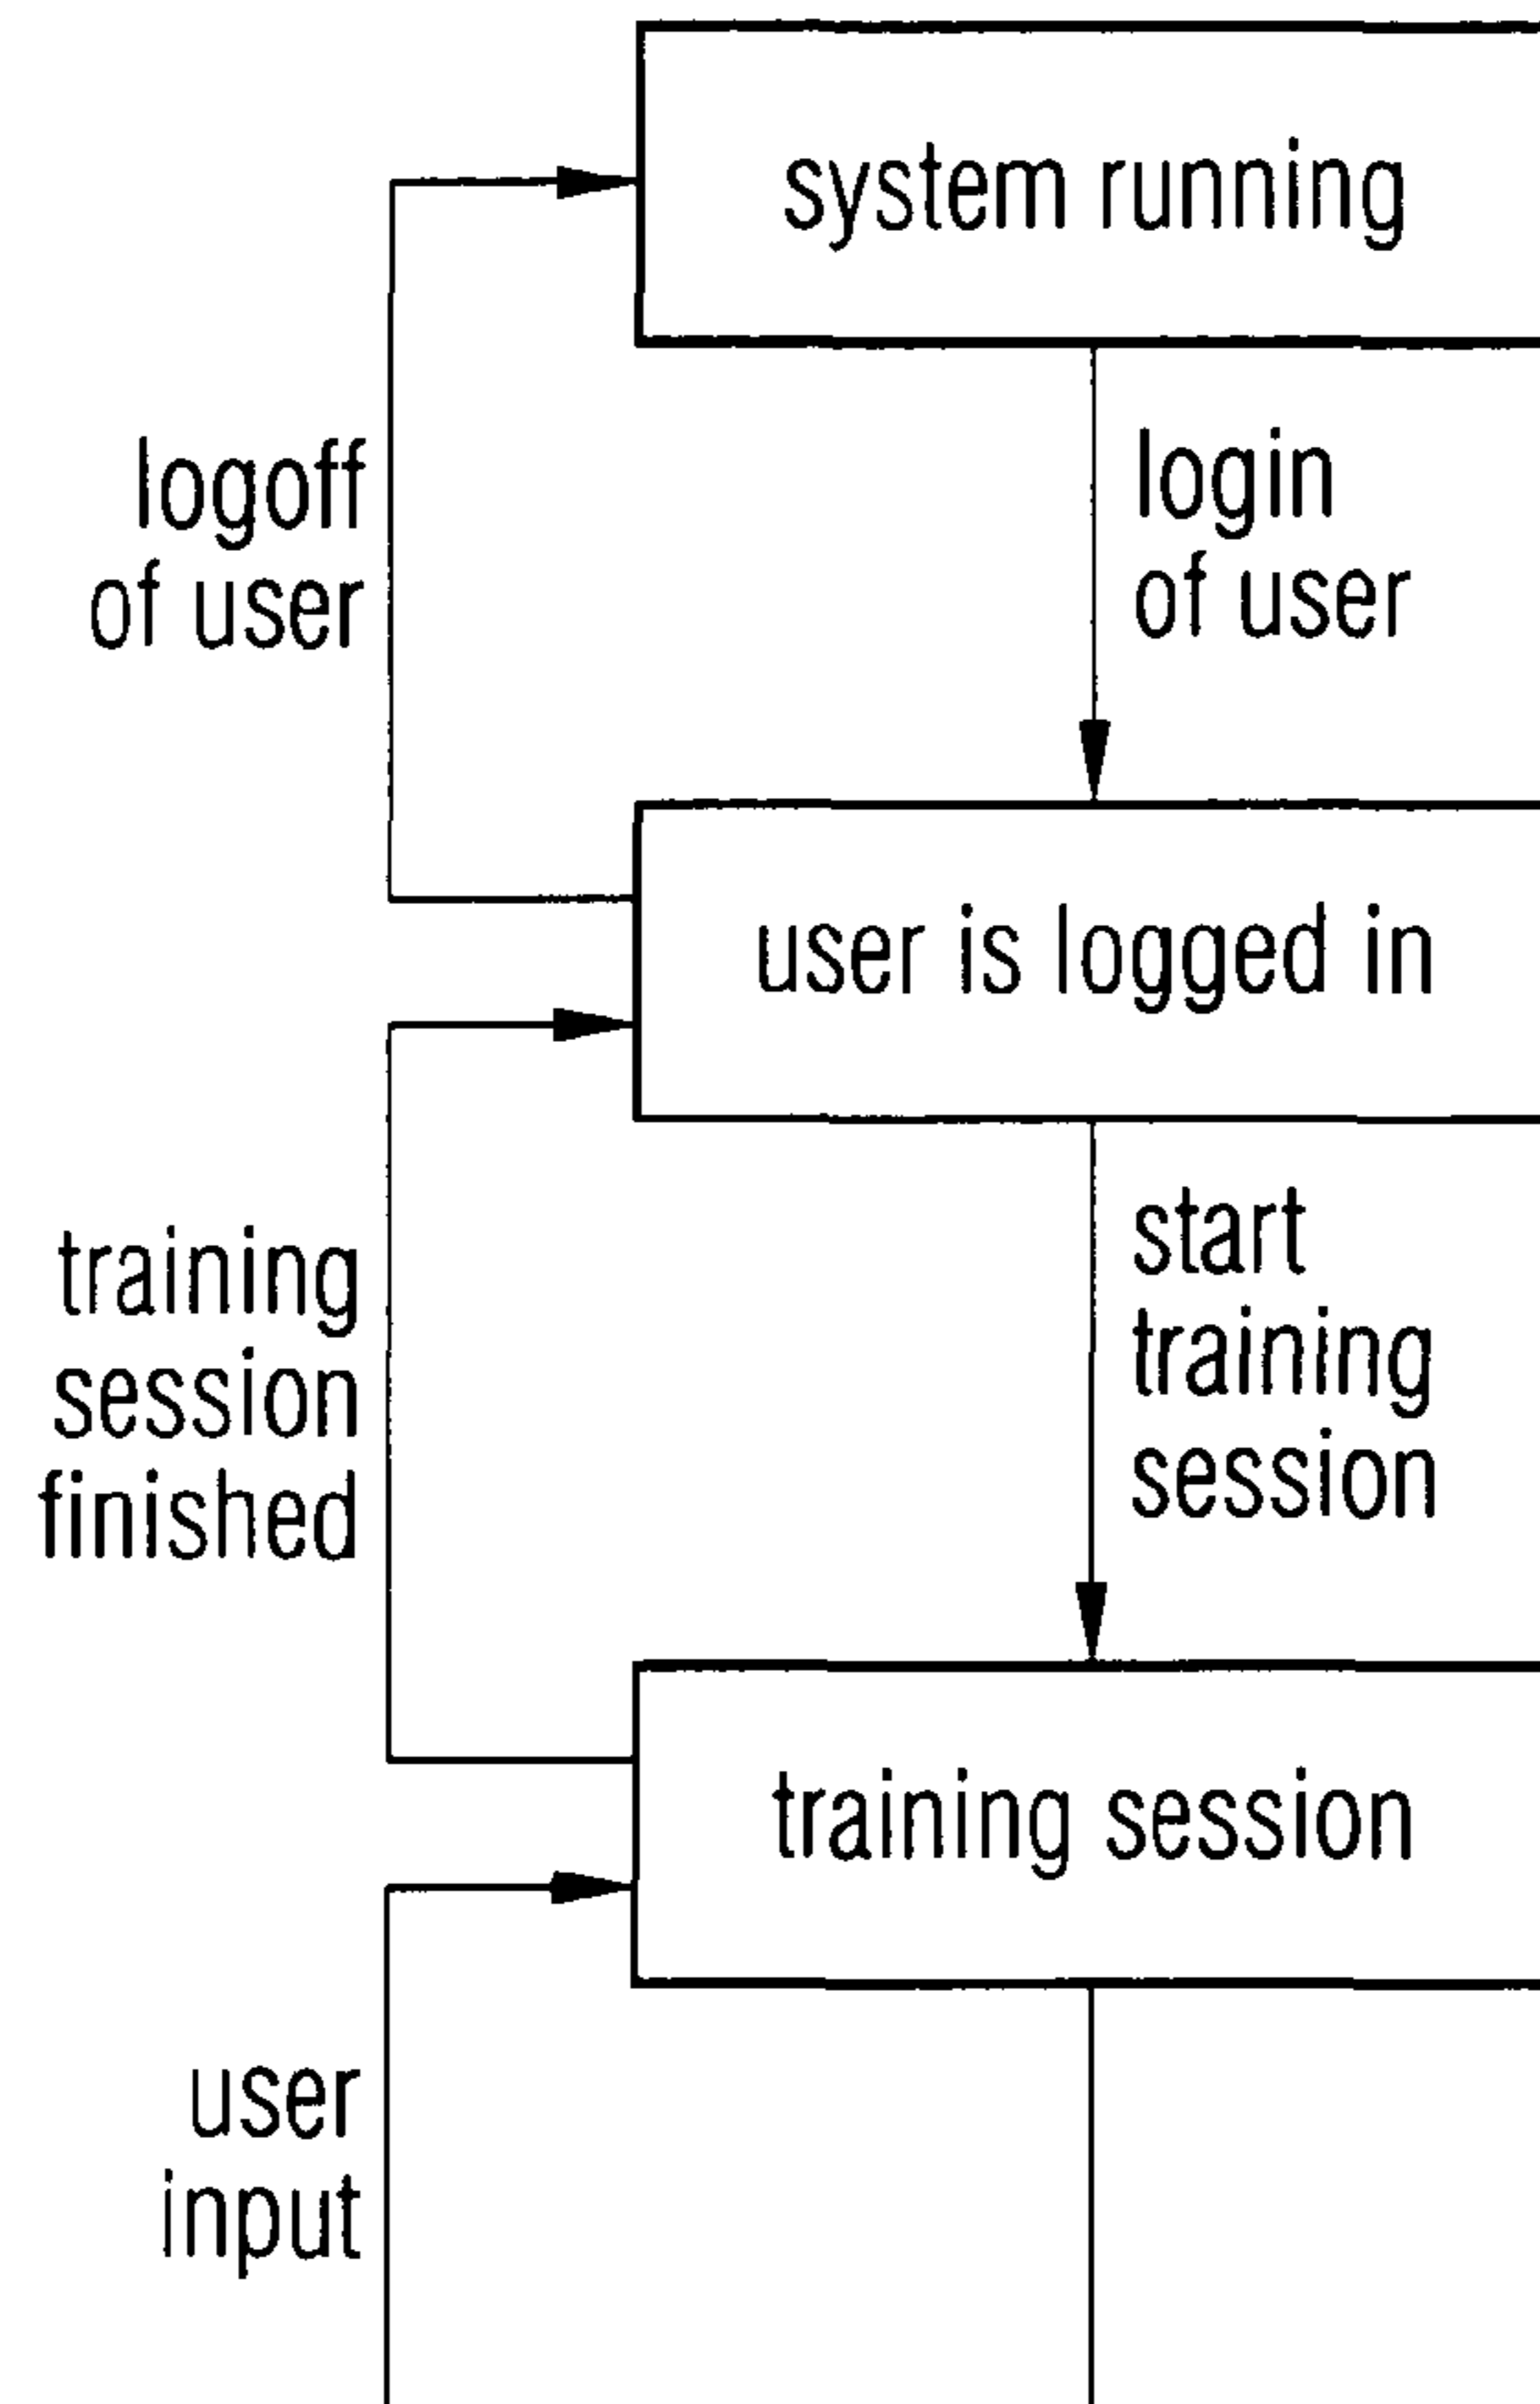 system running
logoff
of user
login
of user
user is logged in
training
session
finished
start
training
session
training session
user
input